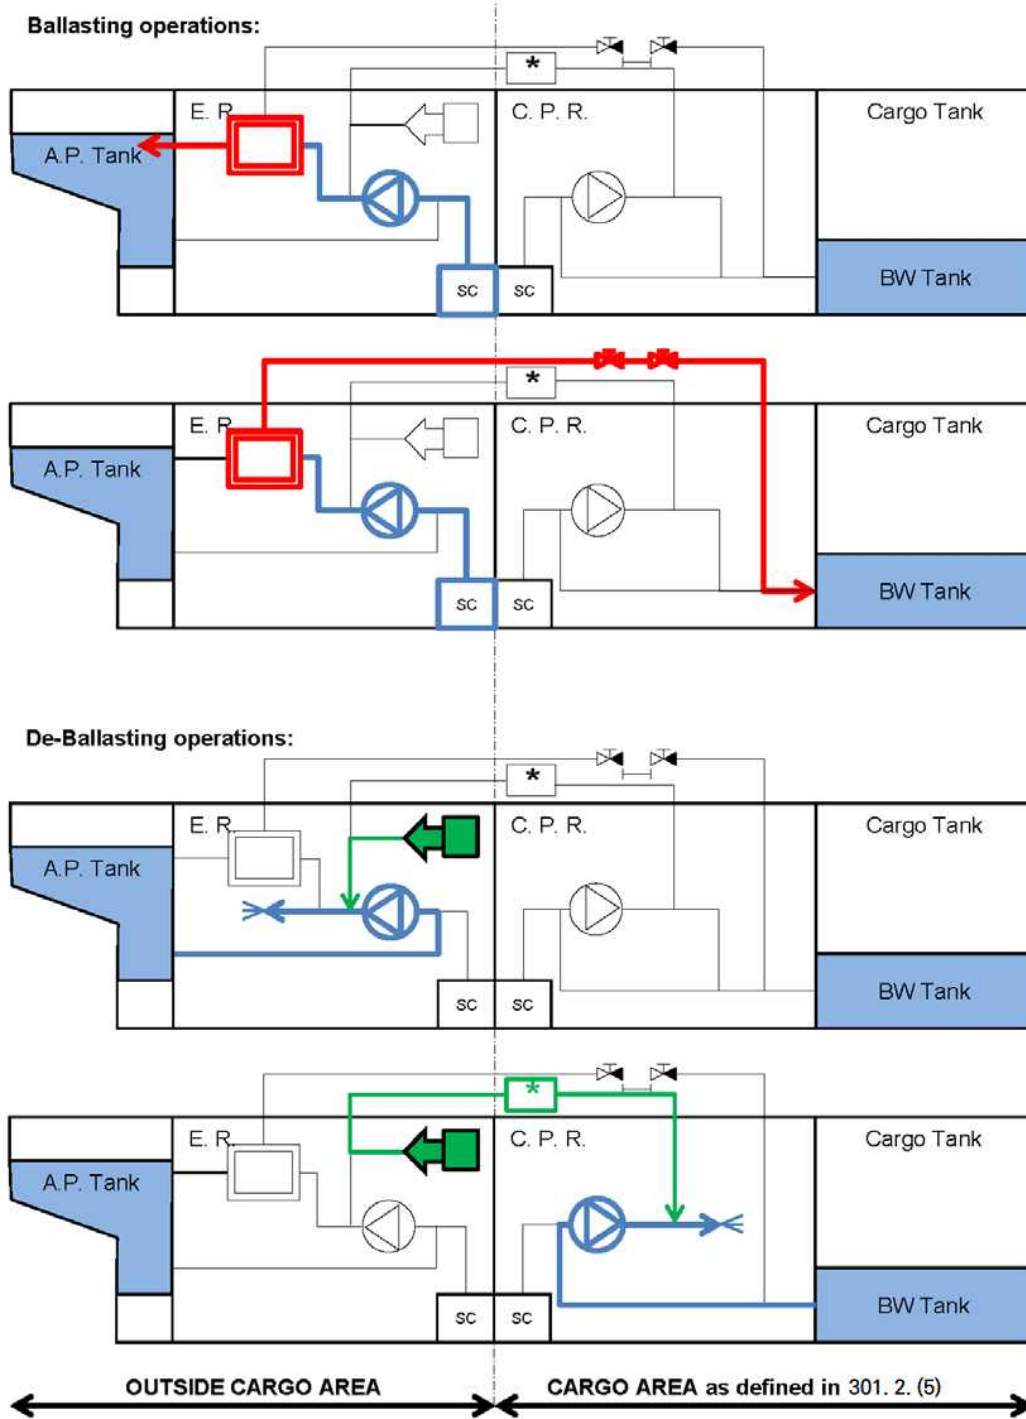 Ballasting operations:
*
E. R. C. P. R. Cargo Tank
A.P. Tank
BW Tank
sc sc
*
E. R. C. P. R. Cargo Tank
A.P. Tank
BW Tank
sc sc
De-Ballasting operations:
*
E. R. C. P. R. Cargo Tank
A.P. Tank
BW Tank
sc sc
*
E. R. C. P. R. Cargo Tank
A.P. Tank
BW Tank
sc sc
OUTSIDE CARGO AREA CARGO AREA as defined in 301. 2. (5)